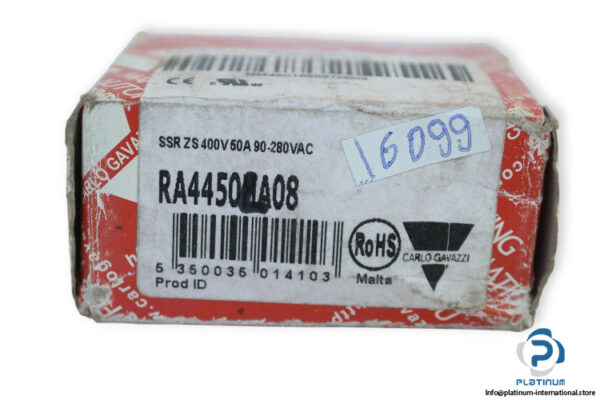 SSR ZS 400V 50A 90-280VAC
16099
RA4450HA08
RoHS
CARLO GAVAZZI
5 350035 014103
Prod ID
Malta
CARLO GAVAZZI
PLATINUM
Info@platinum-international.store